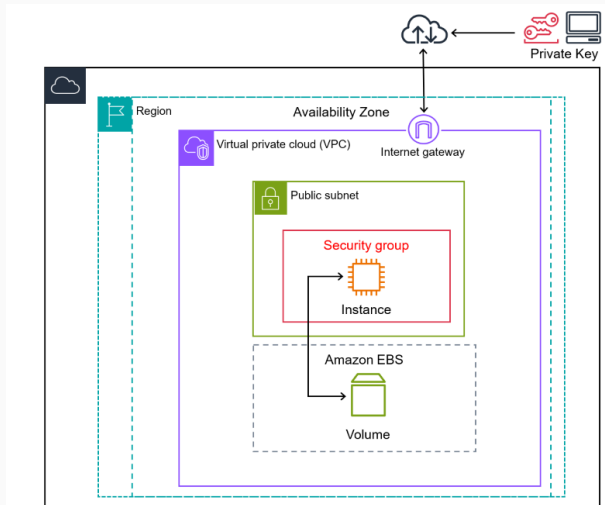 Private Key
Region
Availability Zone
Virtual private cloud (VPC)
Internet gateway
Public subnet
Security group
Instance
Amazon EBS
Volume